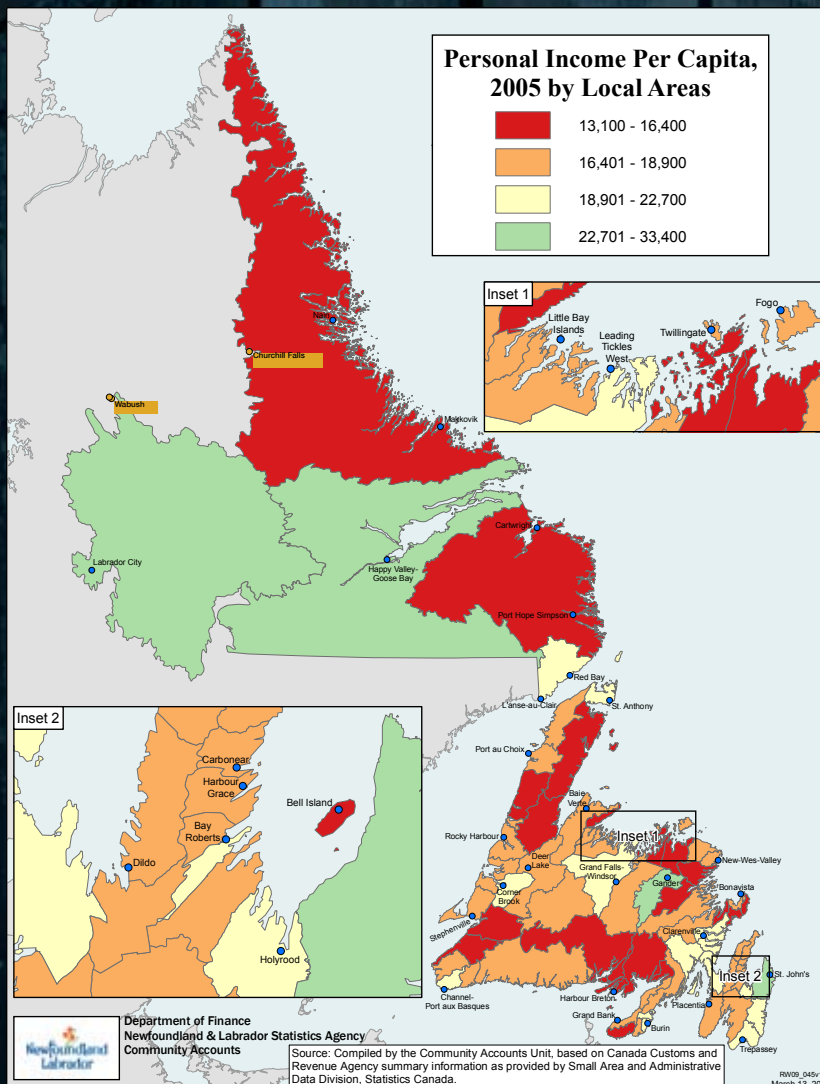 Personal Income Per Capita,
2005 by Local Areas
13,100 - 16,400
16,401 - 18,900
18,901 - 22,700
22,701 - 33,400
Inset 1
Fogo
Little Bay
Islands
Twillingate
Leading
Tickles
West
Nain
Churchill Falls
Wabush
Makkovik
Cartwright
Labrador City
Happy Valley-
Goose Bay
Port Hope Simpson
Red Bay
L'anse-au-Clair
St. Anthony
Inset 2
Carbonear
Harbour
Grace
Bell Island
Bay
Roberts
Dildo
Holyrood
Port au Choix
Baie
Verte
Rocky Harbour
Inset 1
New-Wes-Valley
Deer
Lake
Grand Falls-
Windsor
Gander
Bonavista
Corner
Brook
Stephenville
Clarenville
Inset 2
St. John's
Channel-
Port aux Basques
Harbour Breton
Placentia
Grand Bank
Burin
Trepassey
Newfoundland
Labrador
Department of Finance
Newfoundland & Labrador Statistics Agency
Community Accounts
Source: Compiled by the Community Accounts Unit, based on Canada Customs and
Revenue Agency summary information as provided by Small Area and Administrative
Data Division, Statistics Canada.